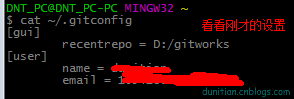 DNT_PC@DNT_PC-PC MINGW32 ~
$ cat ~/.gitconfig
看看刚才的设置
[gui]
recentrepo = D:/gitworks
[user]
name =
email =
dunition.cnblogs.com